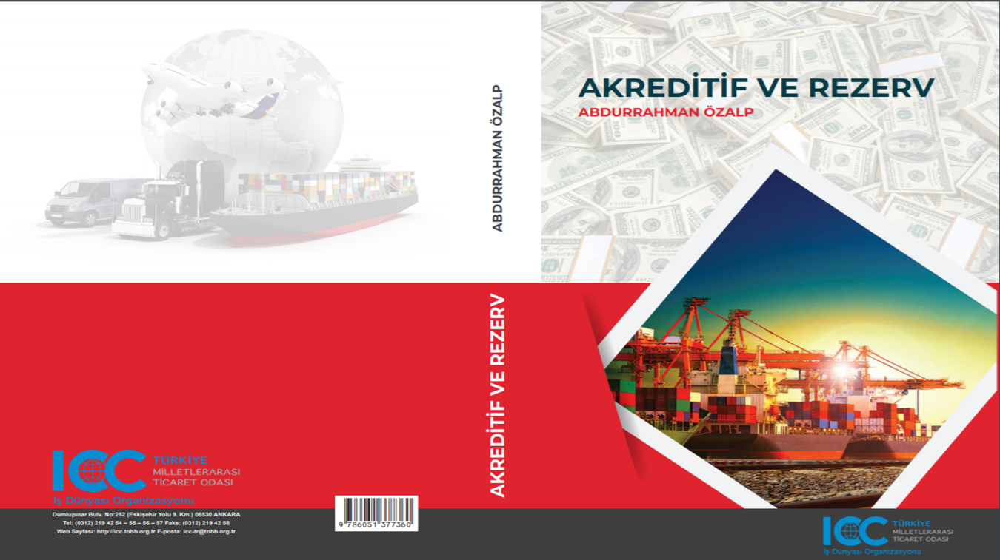 AKREDİTİF VE REZERV
ABDURRAHMAN ÖZALP
ABDURRAHMAN ÖZALP
AKREDİTİF VE REZERV
ICC TÜRKİYE
MİLLETLERARASI
TİCARET ODASI
İş Dünyası Organizasyonu
Dumlupınar Bulv. No:252 (Eskişehir Yolu 9. Km.) 06530 ANKARA
Tel: (0312) 219 42 54 – 55 – 56 – 57 Faks: (0312) 219 42 58
Web Sayfası: http://icc.tobb.org.tr E-posta: icc-tr@tobb.org.tr
9 786051 377360
ICC TÜRKİYE
MİLLETLERARASI
TİCARET ODASI
İş Dünyası Organizasyonu